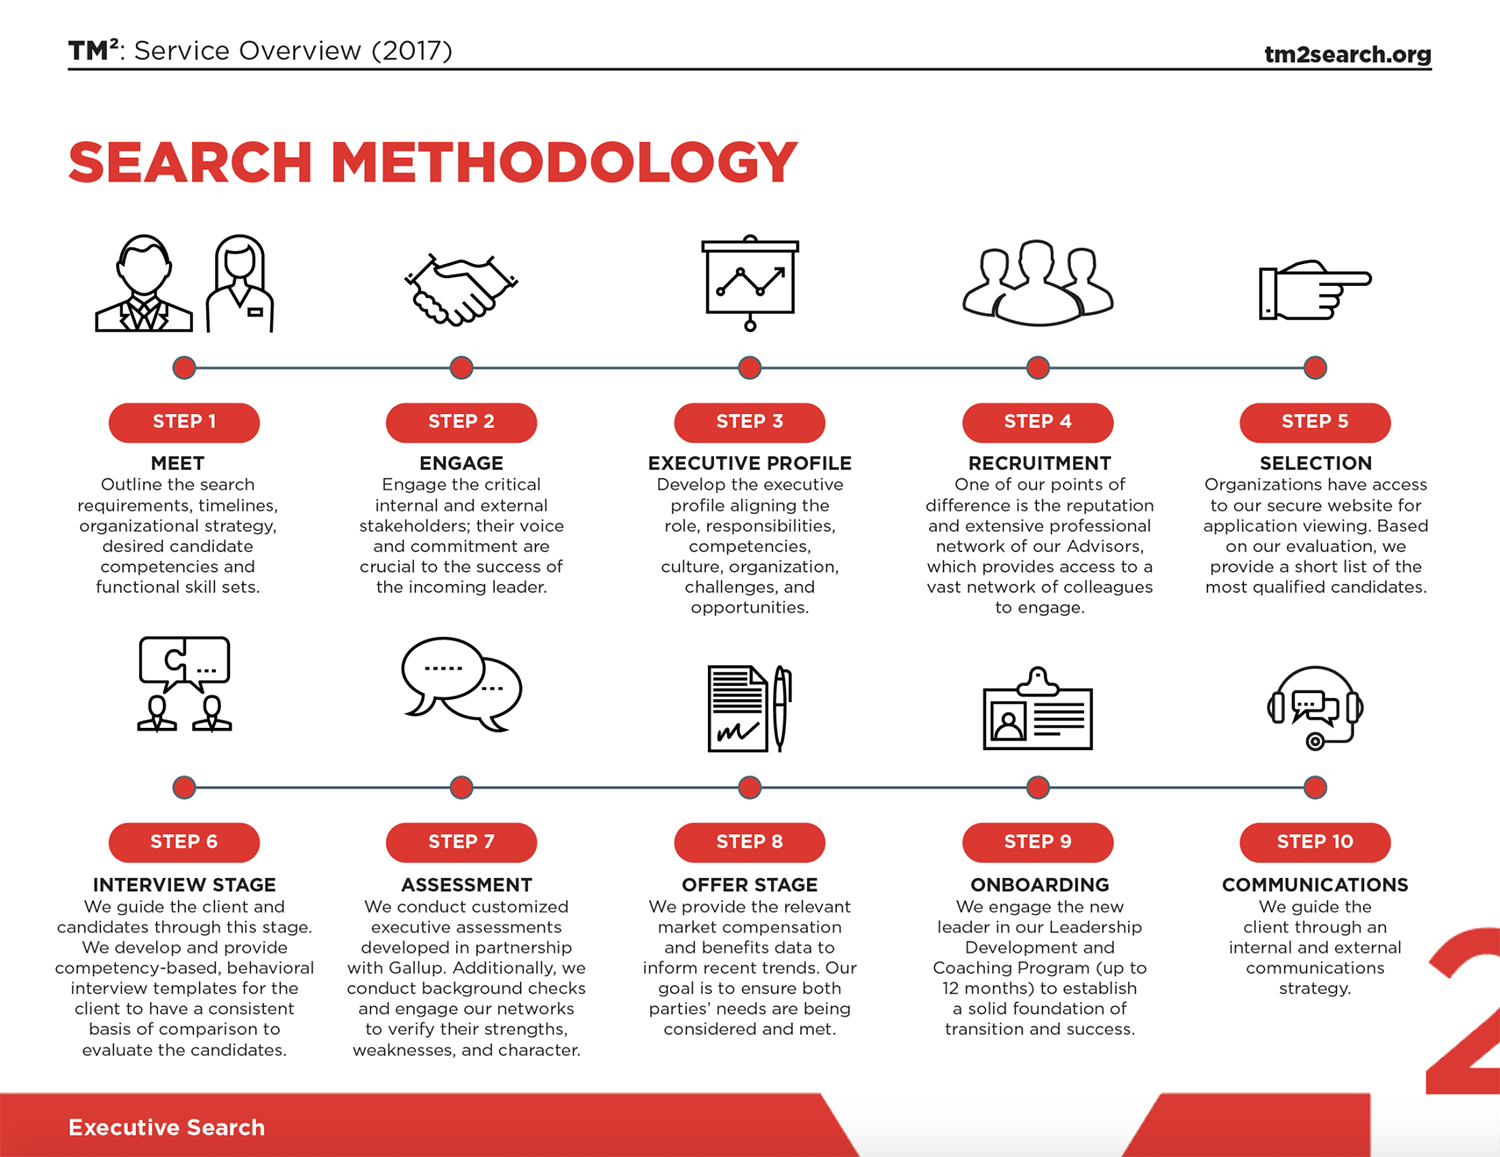 TM²: Service Overview (2017)
tm2search.org
SEARCH METHODOLOGY
STEP 1
MEET
Outline the search
requirements, timelines,
organizational strategy,
desired candidate
competencies and
functional skill sets.
STEP 2
ENGAGE
Engage the critical
internal and external
stakeholders; their voice
and commitment are
crucial to the success of
the incoming leader.
STEP 3
EXECUTIVE PROFILE
Develop the executive
profile aligning the
role, responsibilities,
competencies,
culture, organization,
challenges, and
opportunities.
STEP 4
RECRUITMENT
One of our points of
difference is the reputation
and extensive professional
network of our Advisors,
which provides access to a
vast network of colleagues
to engage.
STEP 5
SELECTION
Organizations have access
to our secure website for
application viewing. Based
on our evaluation, we
provide a short list of the
most qualified candidates.
STEP 6
INTERVIEW STAGE
We guide the client and
candidates through this stage.
We develop and provide
competency-based, behavioral
interview templates for the
client to have a consistent
basis of comparison to
evaluate the candidates.
STEP 7
ASSESSMENT
We conduct customized
executive assessments
developed in partnership
with Gallup. Additionally, we
conduct background checks
and engage our networks
to verify their strengths,
weaknesses, and character.
STEP 8
OFFER STAGE
We provide the relevant
market compensation
and benefits data to
inform recent trends. Our
goal is to ensure both
parties' needs are being
considered and met.
STEP 9
ONBOARDING
We engage the new
leader in our Leadership
Development and
Coaching Program (up to
12 months) to establish
a solid foundation of
transition and success.
STEP 10
COMMUNICATIONS
We guide the
client through an
internal and external
communications
strategy.
2
Executive Search